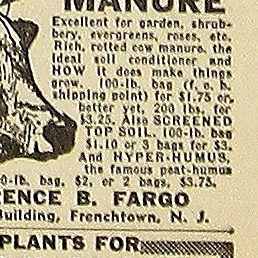 MANURE
Excellent for garden, shrub-
bery, evergreens, roses, etc.
Rich, rotted cow manure, the
ideal soil conditioner and
HOW it does make things
grow. 100-lb. bag (f. o. b.
shipping point) for $1.75 or,
better yet, 200 lbs. for
$3.25. Also SCREENED
TOP SOIL, 100-lb. bag
$1.10 or 3 bags for $3.
And HYPER-HUMUS,
the famous peat-humus
0-lb. bag, $2, or 2 bags, $3.75.
RENCE B. FARGO
Building, Frenchtown, N. J.
PLANTS FOR